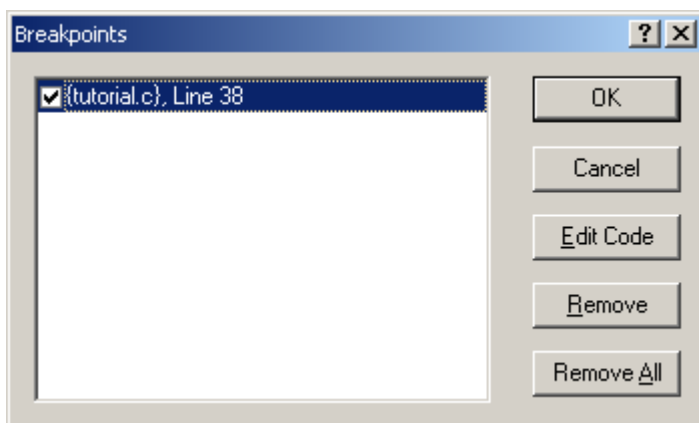 Breakpoints
{tutorial.c}, Line 38
OK
Cancel
Edit Code
Remove
Remove All